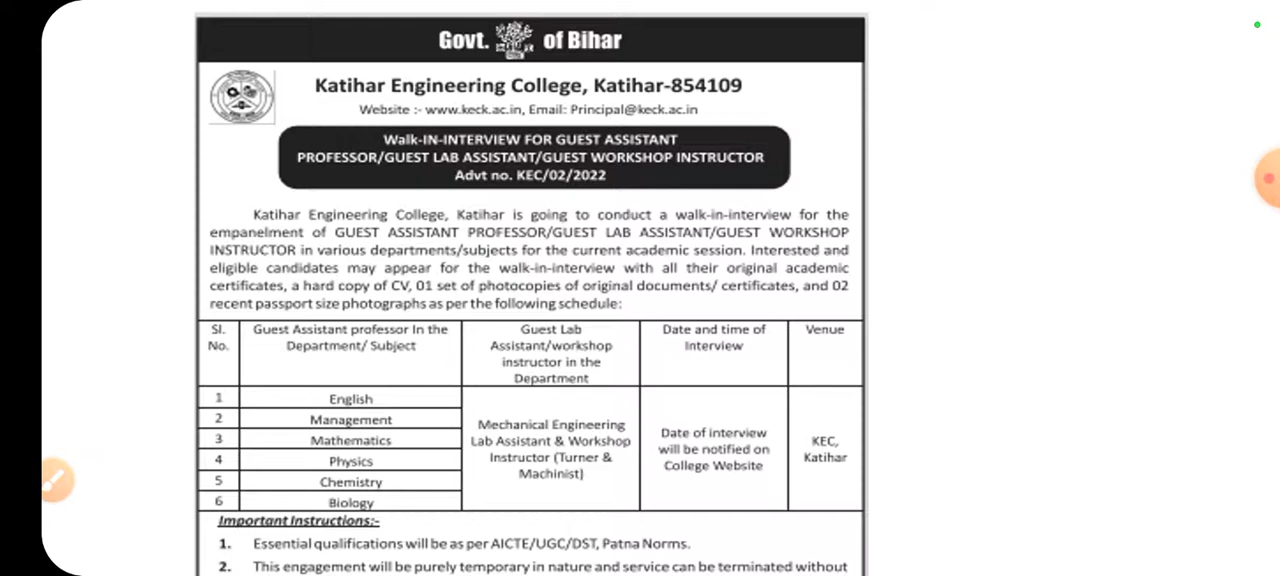 Govt. of Bihar
Katihar Engineering College, Katihar-854109
Website :- www.keck.ac.in, Email: Principal@keck.ac.in
Walk-IN-INTERVIEW FOR GUEST ASSISTANT
PROFESSOR/GUEST LAB ASSISTANT/GUEST WORKSHOP INSTRUCTOR
Advt no. KEC/02/2022
Katihar Engineering College, Katihar is going to conduct a walk-in-interview for the
empanelment of GUEST ASSISTANT PROFESSOR/GUEST LAB ASSISTANT/GUEST WORKSHOP
INSTRUCTOR in various departments/subjects for the current academic session. Interested and
eligible candidates may appear for the walk-in-interview with all their original academic
certificates, a hard copy of CV, 01 set of photocopies of original documents/ certificates, and 02
recent passport size photographs as per the following schedule:
Sl. No.
Guest Assistant professor In the
Department/ Subject
Guest Lab
Assistant/workshop
instructor in the
Department
Date and time of
Interview
Venue
1 English
2 Management
3 Mathematics
4 Physics
5 Chemistry
6 Biology
Mechanical Engineering
Lab Assistant & Workshop
Instructor (Turner &
Machinist)
Date of interview
will be notified on
College Website
KEC,
Katihar
Important Instructions:-
1. Essential qualifications will be as per AICTE/UGC/DST, Patna Norms.
2. This engagement will be purely temporary in nature and service can be terminated without